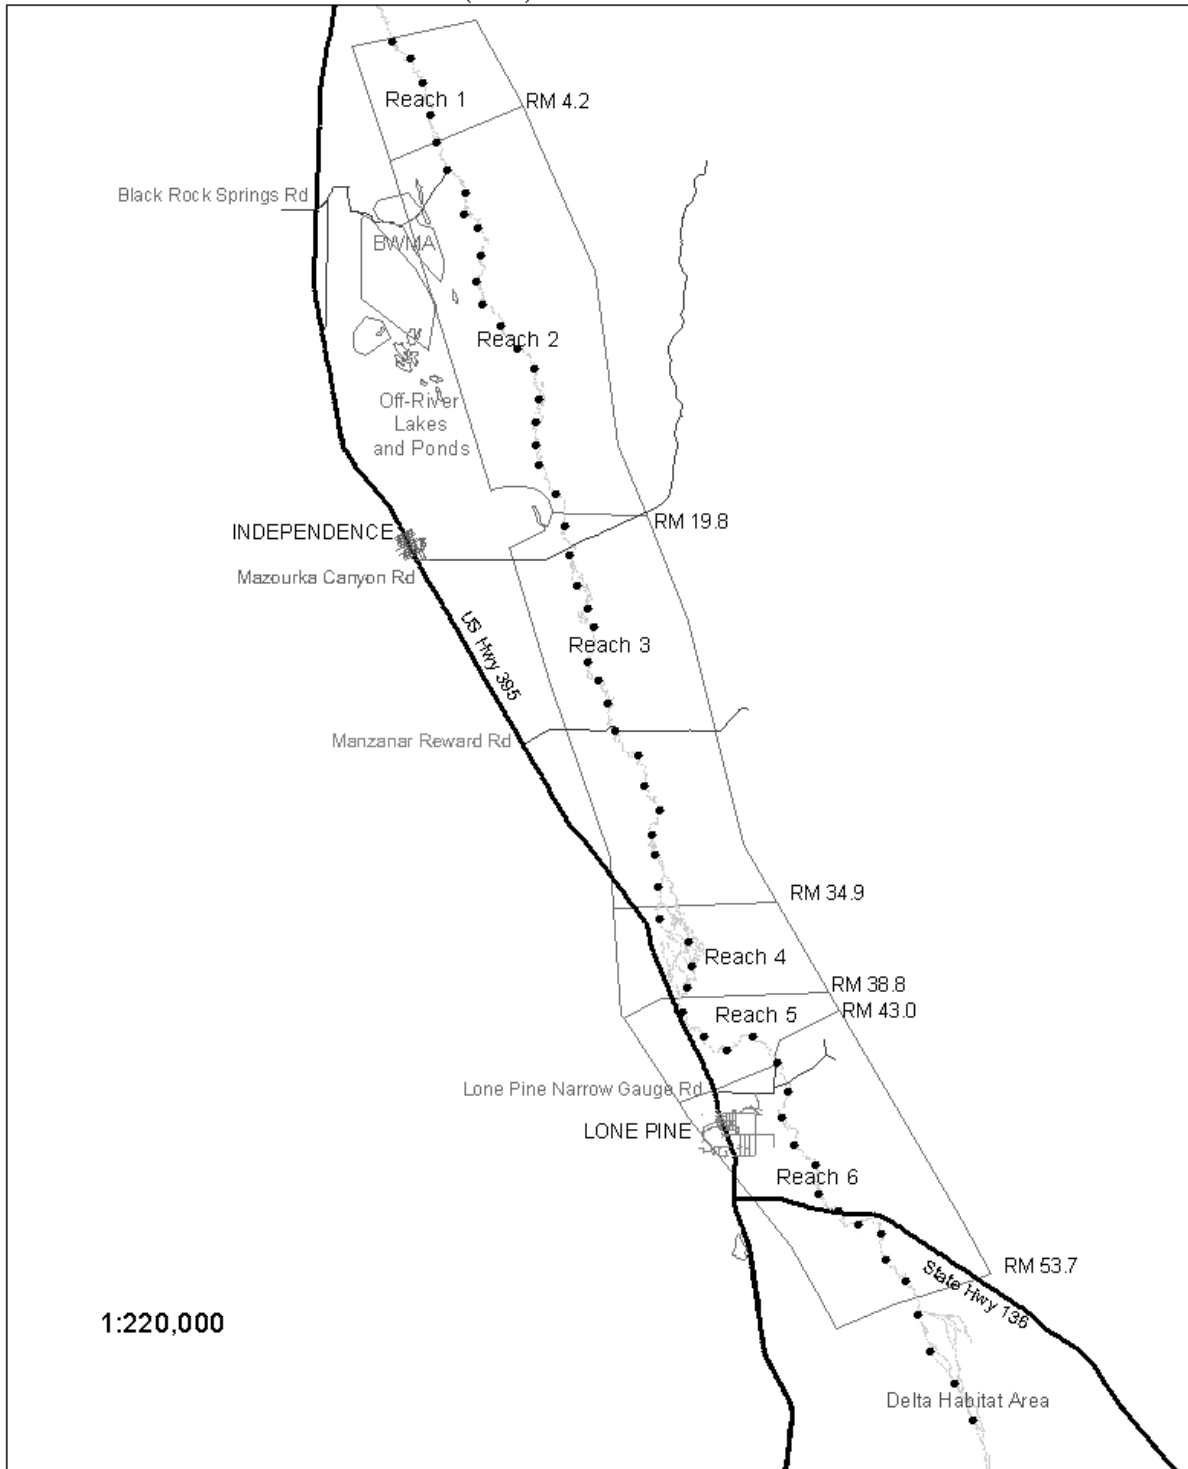 Reach 1
RM 4.2
Black Rock Springs Rd
BWMA
Reach 2
Off-River
Lakes
and Ponds
RM 19.8
INDEPENDENCE
Mazourka Canyon Rd
US Hwy 395
Reach 3
Manzanar Reward Rd
RM 34.9
Reach 4
RM 38.8
RM 43.0
Reach 5
Lone Pine Narrow Gauge Rd
LONE PINE
Reach 6
RM 53.7
State Hwy 136
1:220,000
Delta Habitat Area